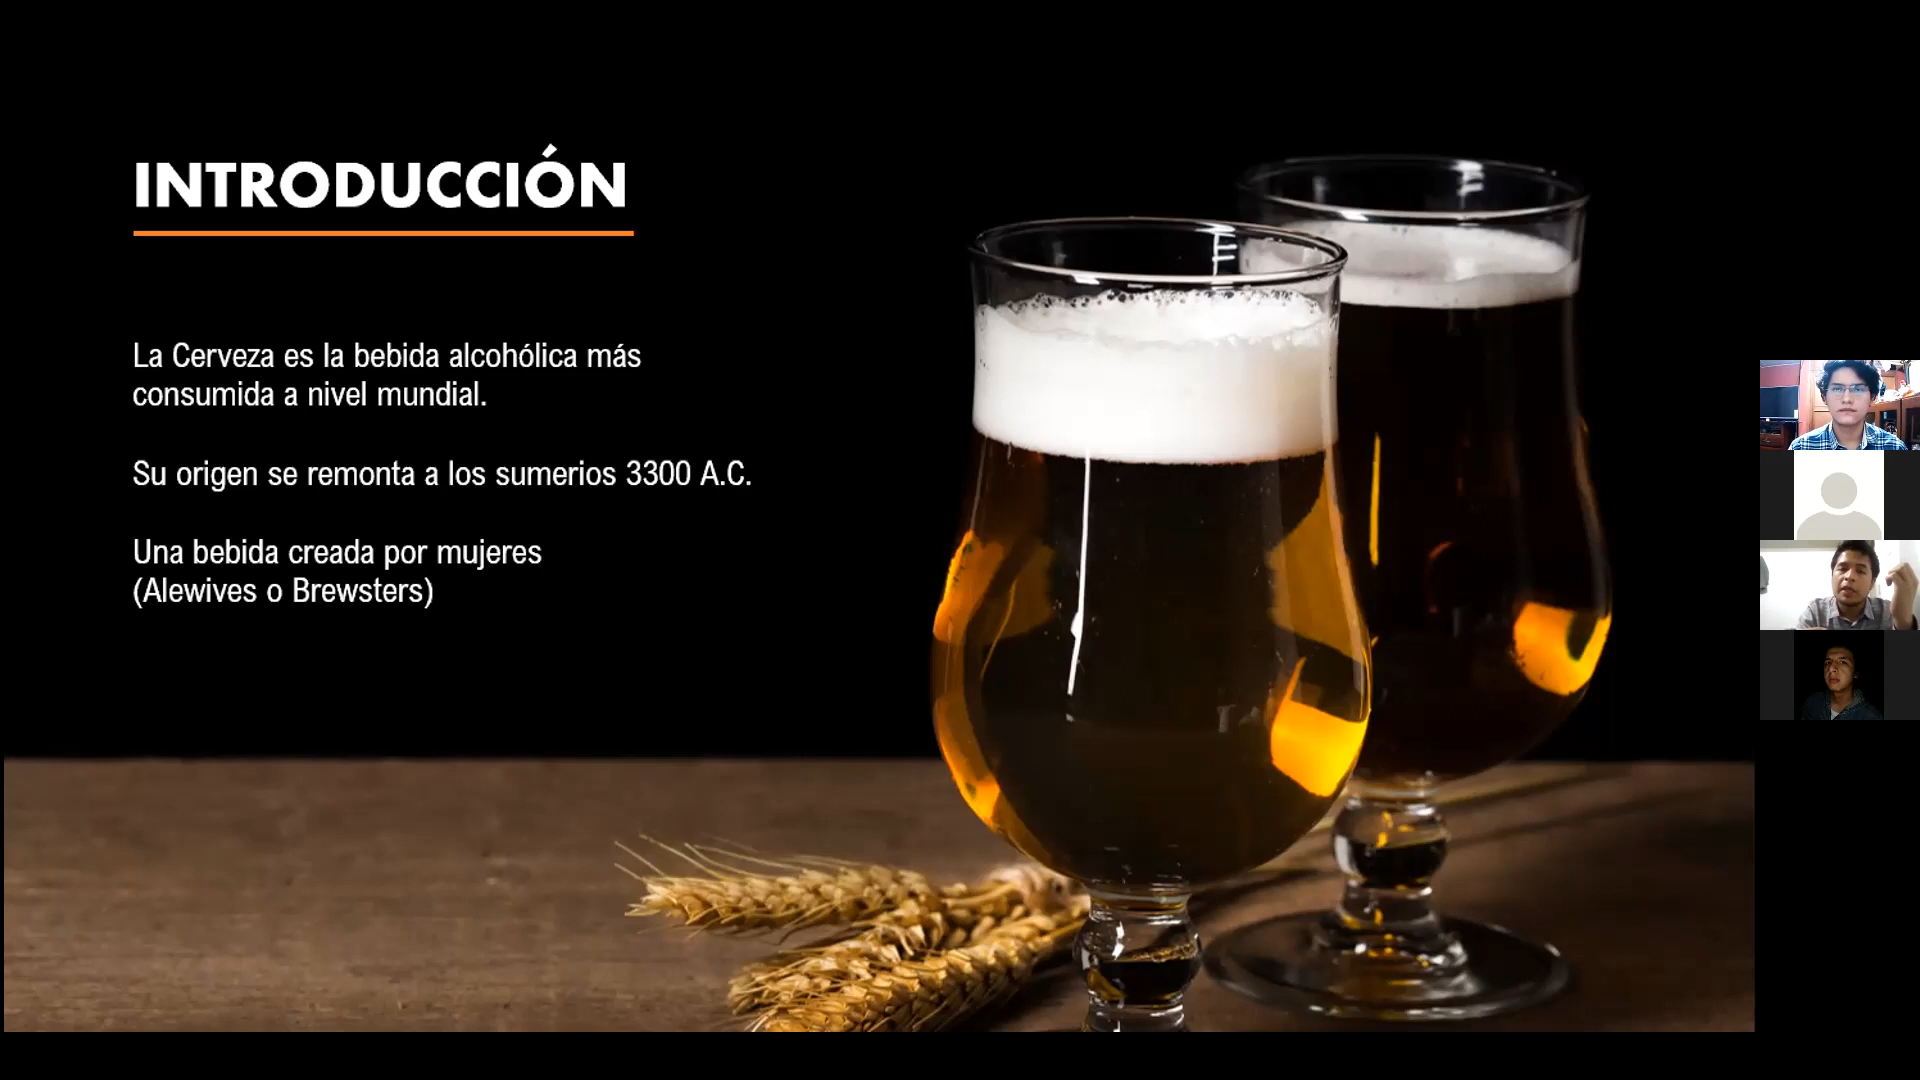 INTRODUCCIÓN
La Cerveza es la bebida alcohólica más
consumida a nivel mundial.
Su origen se remonta a los sumerios 3300 A.C.
Una bebida creada por mujeres
(Alewives o Brewsters)